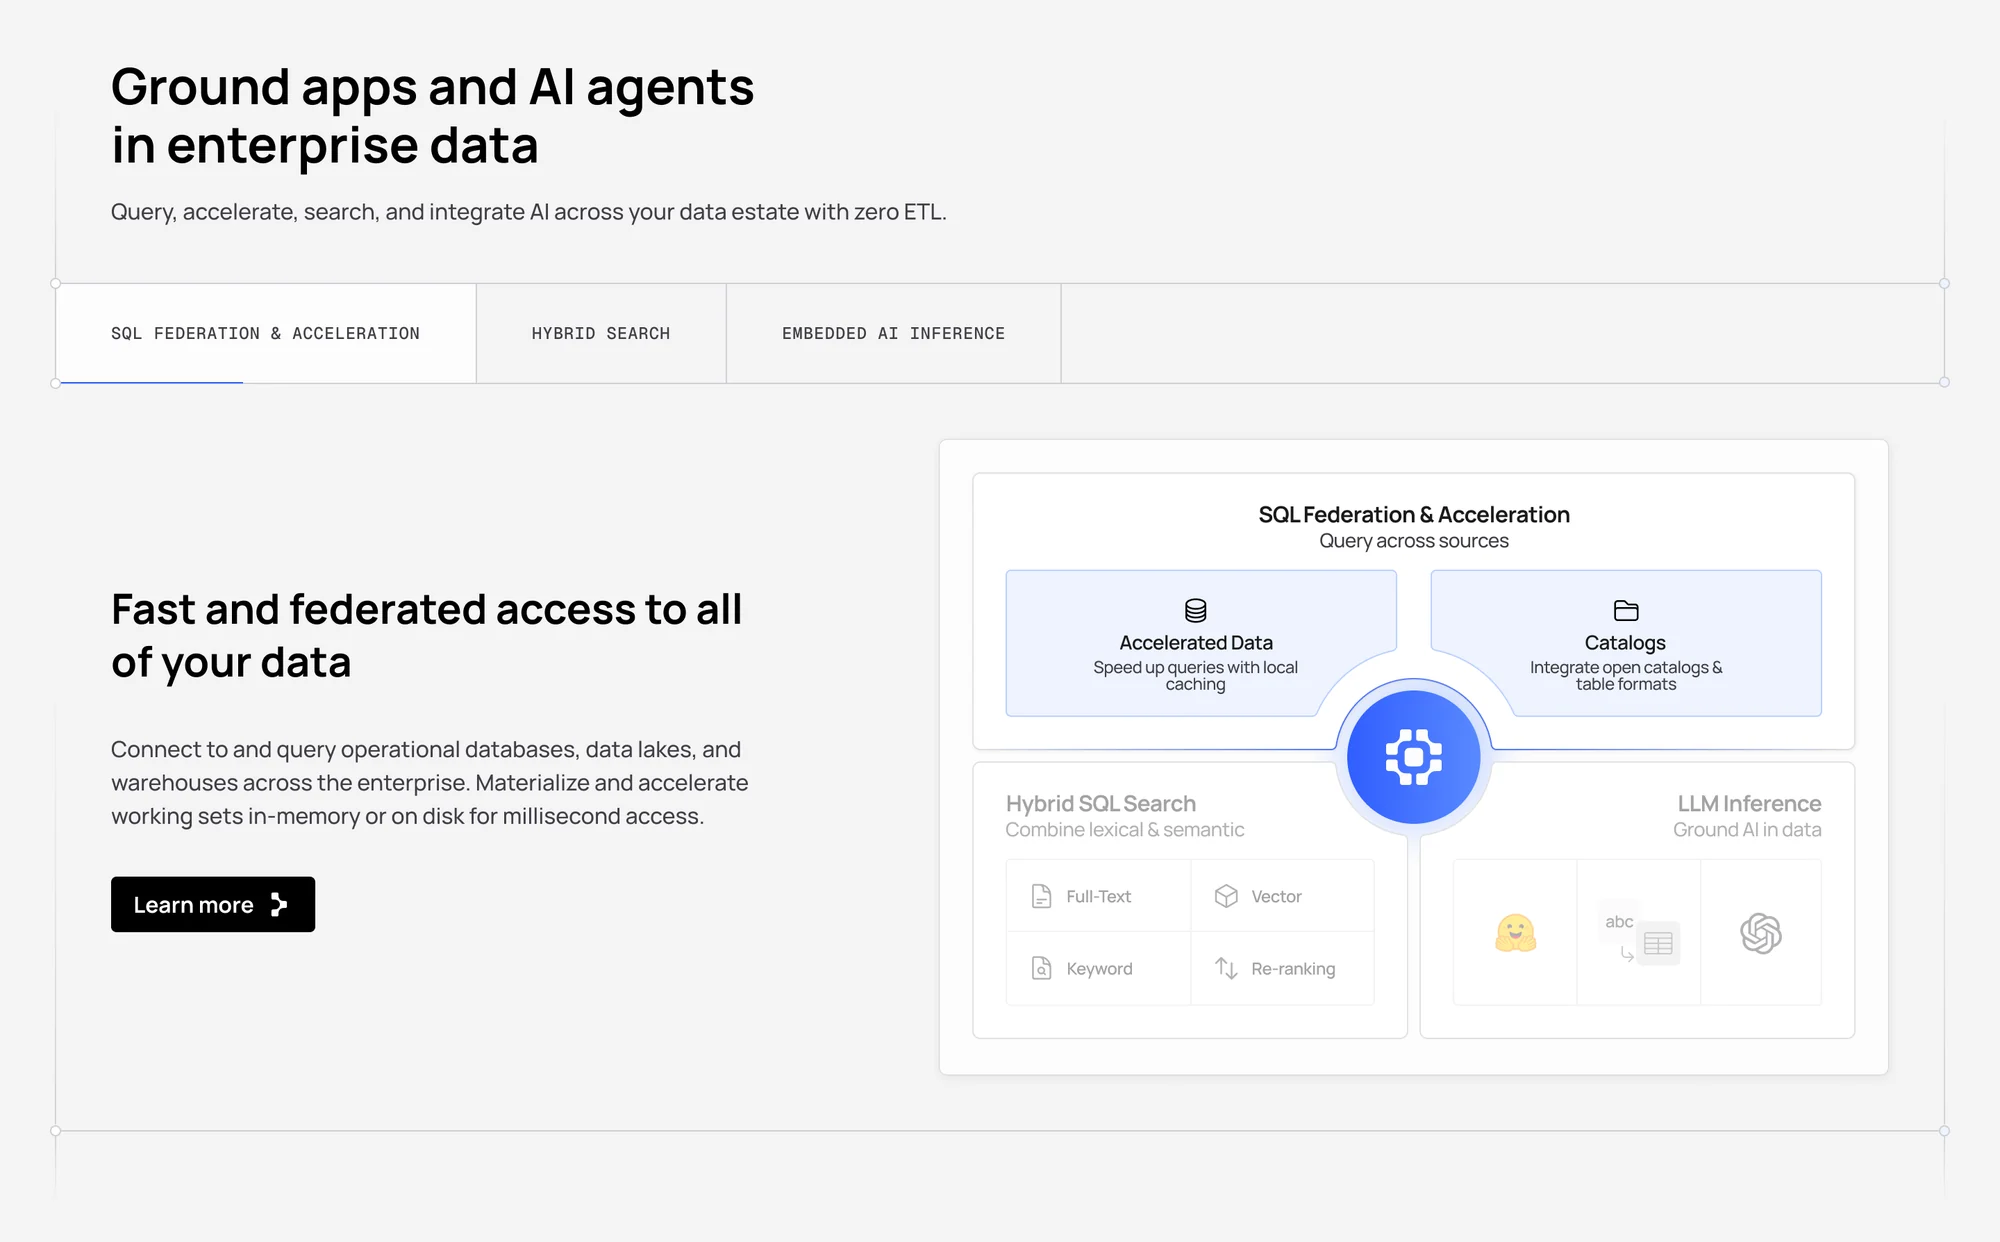 Ground apps and AI agents
in enterprise data
Query, accelerate, search, and integrate AI across your data estate with zero ETL.
SQL FEDERATION & ACCELERATION
HYBRID SEARCH
EMBEDDED AI INFERENCE
Fast and federated access to all
of your data
Connect to and query operational databases, data lakes, and
warehouses across the enterprise. Materialize and accelerate
working sets in-memory or on disk for millisecond access.
Learn more
SQL Federation & Acceleration
Query across sources
Accelerated Data
Speed up queries with local
caching
Catalogs
Integrate open catalogs &
table formats
Hybrid SQL Search
Combine lexical & semantic
Full-Text
Vector
Keyword
Re-ranking
LLM Inference
Ground AI in data
abc